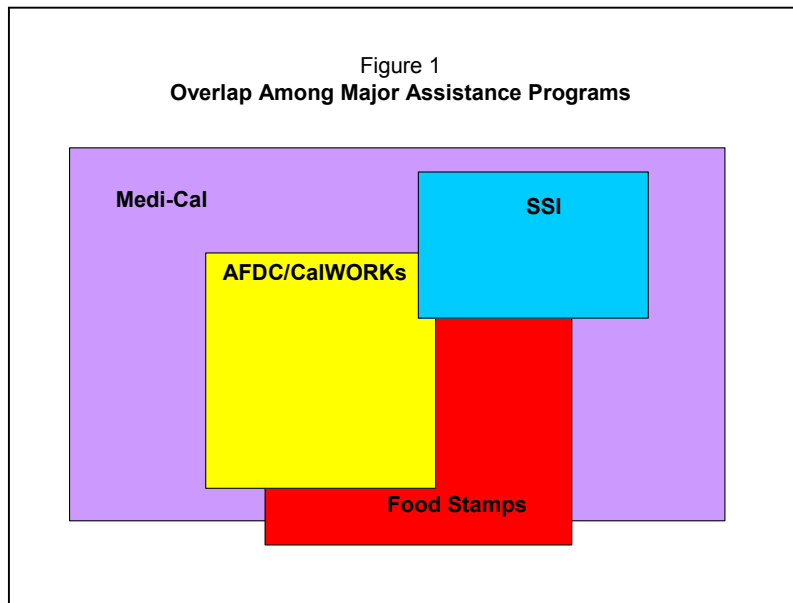 Figure 1
Overlap Among Major Assistance Programs
Medi-Cal
SSI
AFDC/CalWORKs
Food Stamps